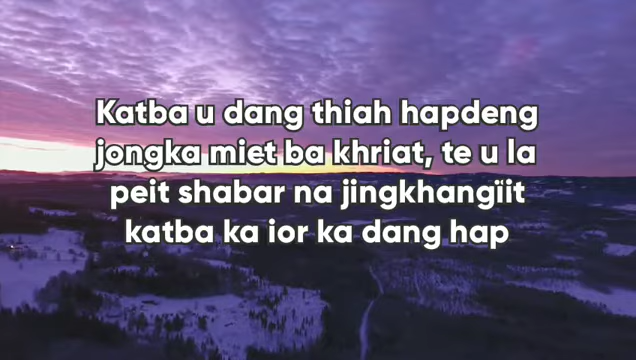 Katba u dang thiah hapdeng
jongka miet ba khriat, te u la
peit shabar na jingkhangïit
katba ka ior ka dang hap